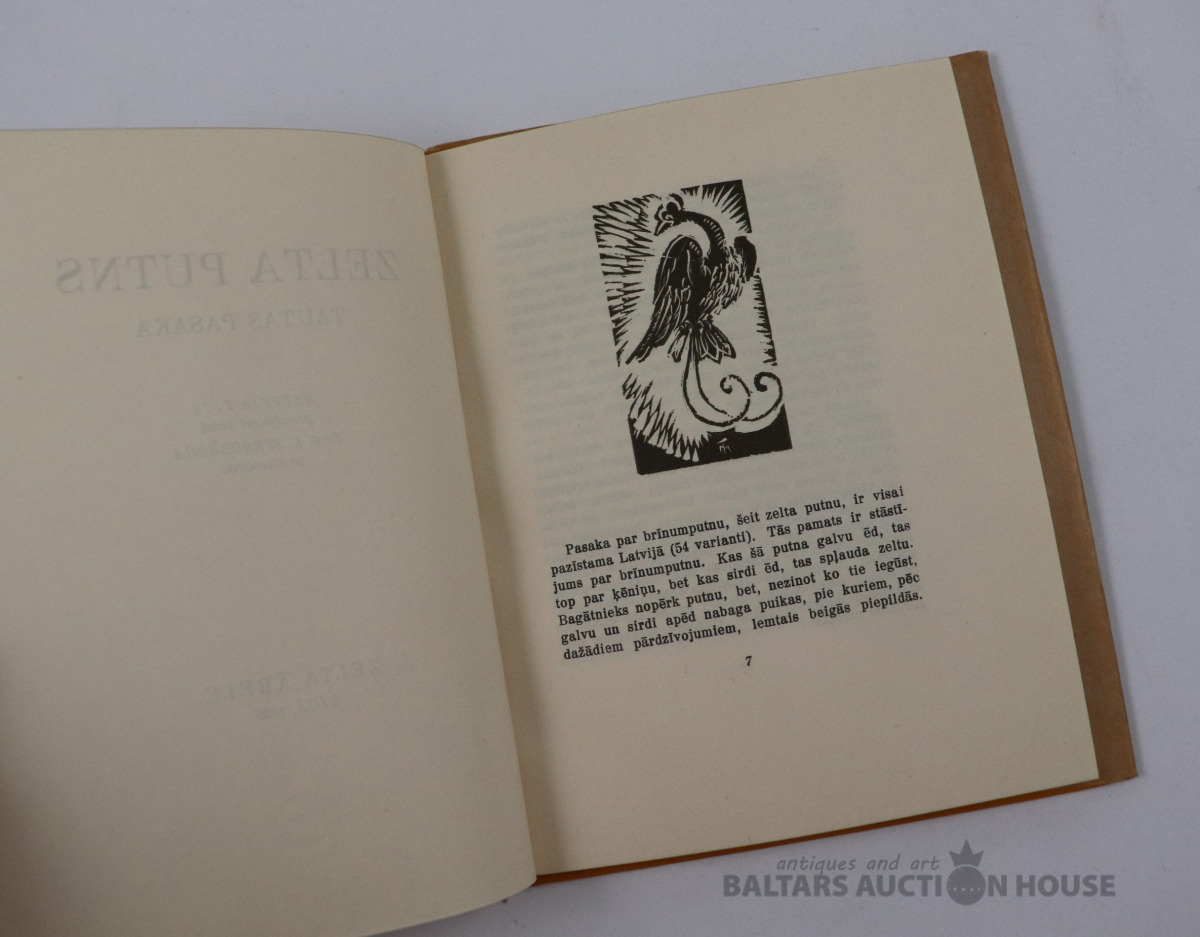 ZELTA PUTNS
TAUTAS PASAKA
ZELTA ĀBELE
Pasaka par brīnumputnu, šeit zelta putnu, ir visai
pazīstama Latvijā (54 varianti). Tās pamats ir stāstī-
jums par brīnumputnu. Kas šā putna galvu ēd, tas
top par ķēniņu, bet kas sirdi ēd, tas spļauda zeltu.
Bagātnieks nopērk putnu, bet, nezinot ko tie iegūst,
galvu un sirdi apēd nabaga puikas, pie kuriem, pēc
dažādiem pārdzīvojumiem, lemtais beigās piepildās.
7
antiques and art
BALTARS AUCTION HOUSE